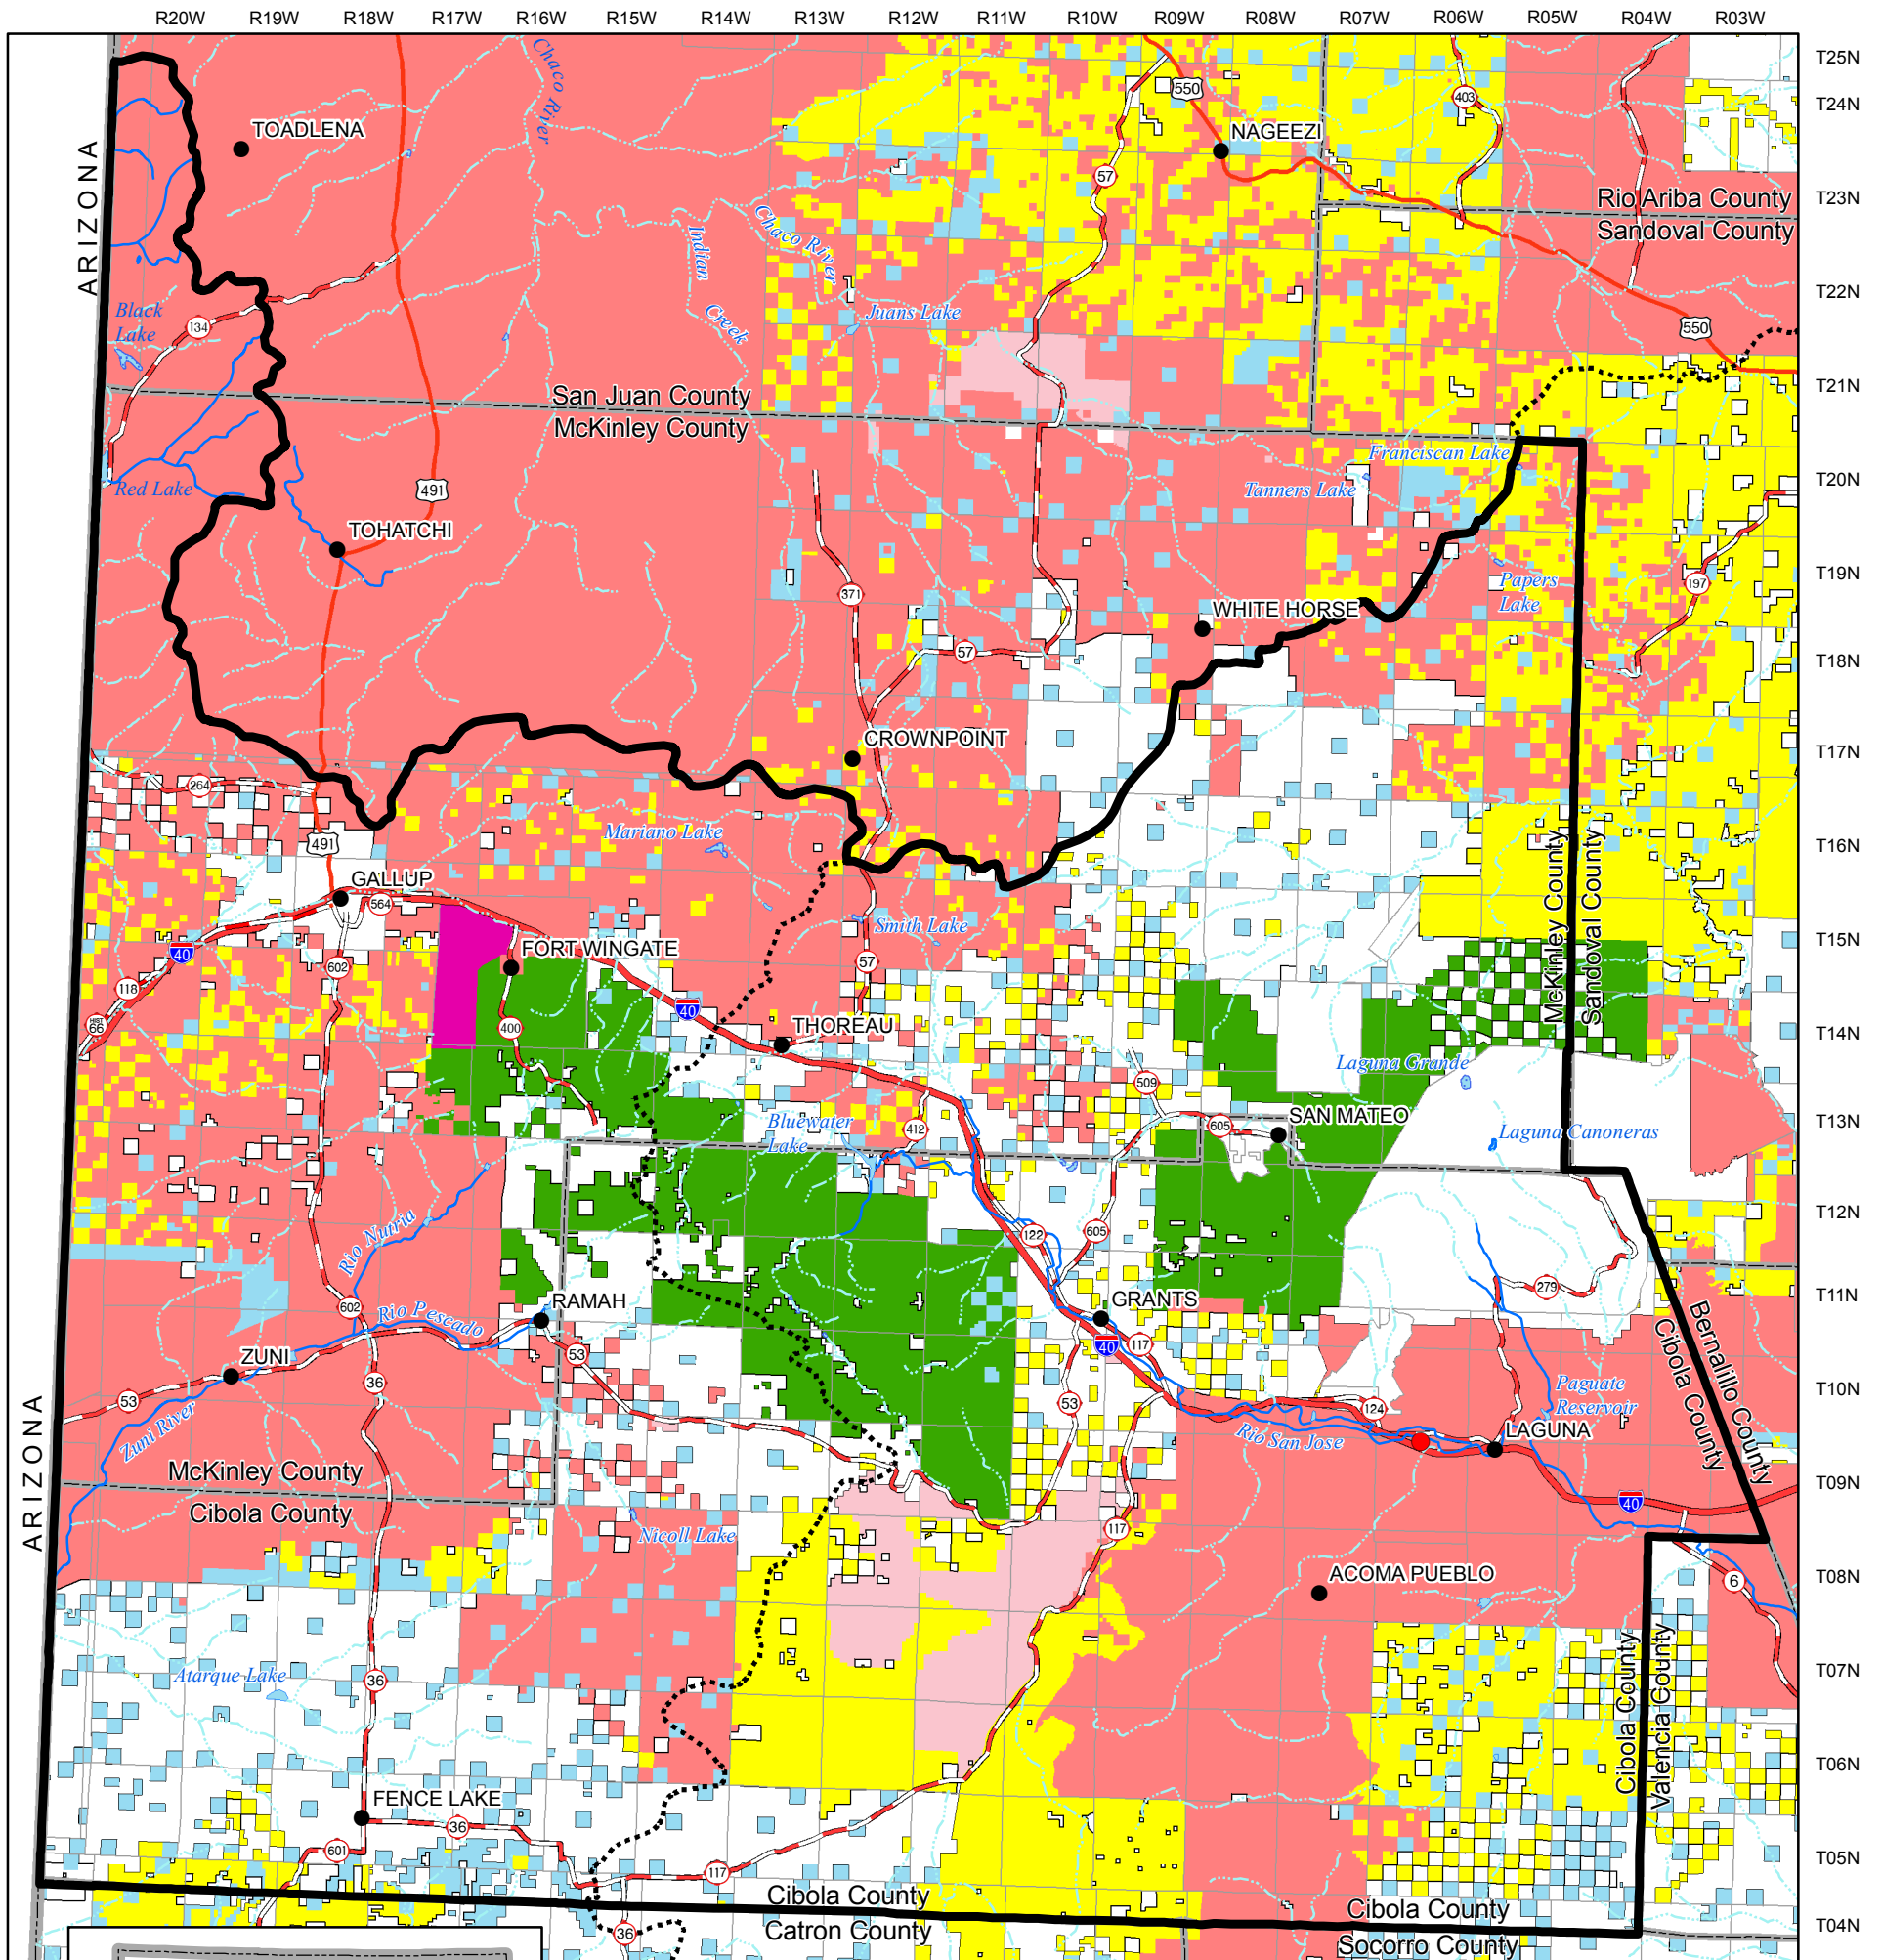 R20W R19W R18W R17W R16W R15W R14W R13W R12W R11W R10W R09W R08W R07W R06W R05W R04W R03W
T25N
Chaco River
550
403
T24N
TOADLENA
NAGEEZI
ARIZONA
57
Rio Ariba County
T23N
Chaco River
Sandoval County
Indian Creek
T22N
Black
Lake
134
Juans Lake
550
San Juan County
T21N
McKinley County
Franciscan Lake
Red Lake
491
Tanners Lake
T20N
TOHATCHI
371
Papers
Lake
197
T19N
WHITE HORSE
57
T18N
CROWNPOINT
T17N
264
Mariano Lake
491
McKinley County
Sandoval County
T16N
GALLUP
564
Smith Lake
40
FORT WINGATE
T15N
602
57
118
HIST
66
400
40
THOREAU
T14N
Laguna Grande
509
Bluewater
Lake
412
605
SAN MATEO
Laguna Canoneras
T13N
Rio Nutria
122
605
T12N
602
RAMAH
GRANTS
279
T11N
Rio Pescado
ZUNI
53
40
117
Bernalillo County
Cibola County
36
53
Zuni River
53
124
Paguate
Reservoir
T10N
Rio San Jose
LAGUNA
ARIZONA
McKinley County
Cibola County
40
T09N
Nicoll Lake
117
ACOMA PUEBLO
6
T08N
Atarque Lake
36
Cibola County
Valencia County
T07N
T06N
FENCE LAKE
36
601
117
T05N
Cibola County
Catron County
Cibola County
Socorro County
36
T04N